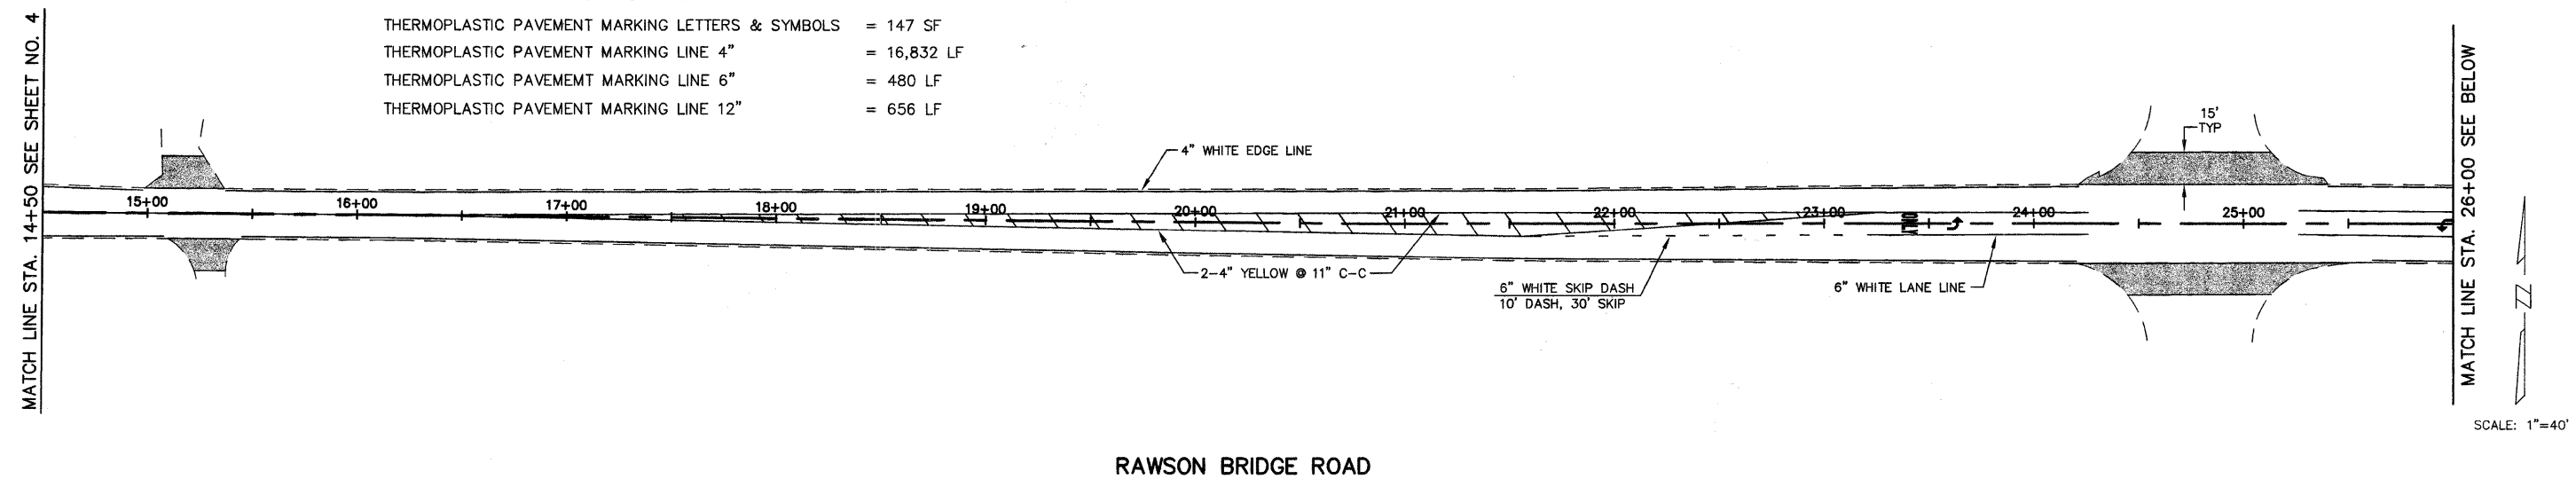 THERMOPLASTIC PAVEMENT MARKING LETTERS & SYMBOLS = 147 SF
THERMOPLASTIC PAVEMENT MARKING LINE 4" = 16,832 LF
THERMOPLASTIC PAVEMEMT MARKING LINE 6" = 480 LF
THERMOPLASTIC PAVEMENT MARKING LINE 12" = 656 LF
MATCH LINE STA. 14+50 SEE SHEET NO. 4
MATCH LINE STA. 26+00 SEE BELOW
15'
TYP
4" WHITE EDGE LINE
15+00
16+00
17+00
18+00
19+00
20+00
21+00
22+00
23+00
24+00
25+00
ONLY
2-4" YELLOW @ 11" C-C
6" WHITE SKIP DASH
10' DASH, 30' SKIP
6" WHITE LANE LINE
Z
SCALE: 1"=40'
RAWSON BRIDGE ROAD